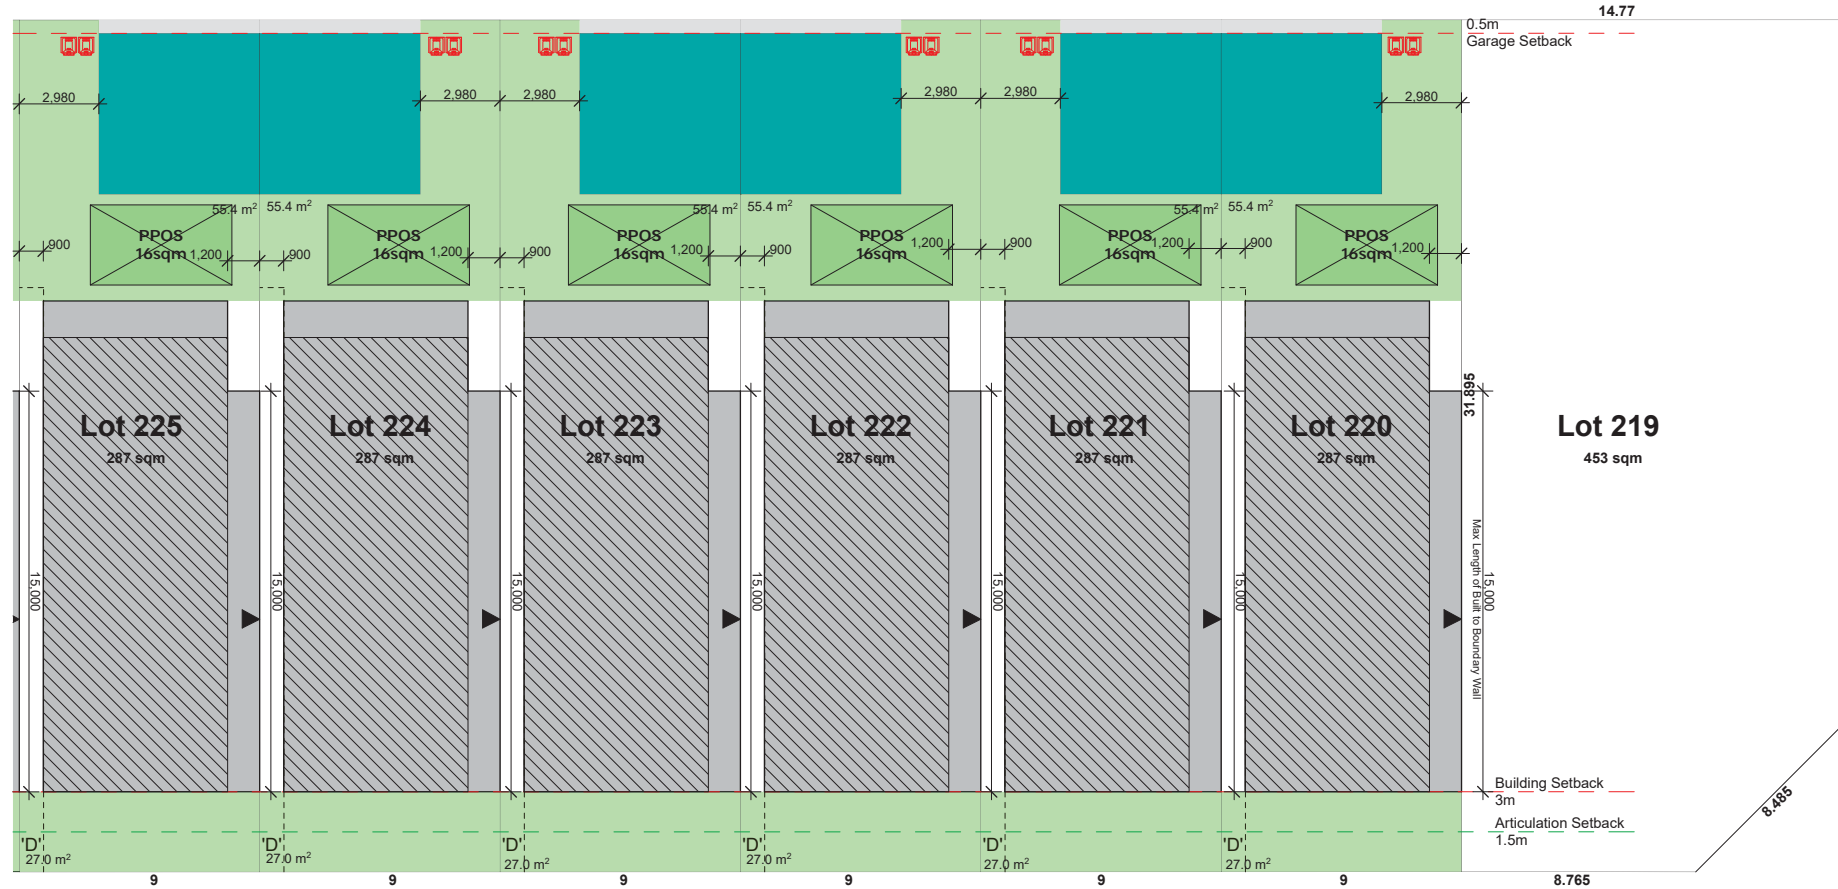 14.77
0.5m
Garage Setback
2,980 2,980 2,980 2,980 2,980 2,980
55.4 m² 55.4 m² 55.4 m² 55.4 m² 55.4 m² 55.4 m²
PPOS PPOS PPOS PPOS PPOS PPOS
16sqm 16sqm 16sqm 16sqm 16sqm 16sqm
900 1,200 900 1,200 900 1,200 900 1,200 900 1,200 900 1,200
31.895
Lot 225 Lot 224 Lot 223 Lot 222 Lot 221 Lot 220 Lot 219
287 sqm 287 sqm 287 sqm 287 sqm 287 sqm 287 sqm 453 sqm
15,000 15,000 15,000 15,000 15,000 15,000 15,000
Max Length of Built to Boundary Wall
Building Setback
3m
8.485
Articulation Setback
1.5m
'D' 'D' 'D' 'D' 'D' 'D'
27.0 m² 27.0 m² 27.0 m² 27.0 m² 27.0 m² 27.0 m²
9 9 9 9 9 9 8.765